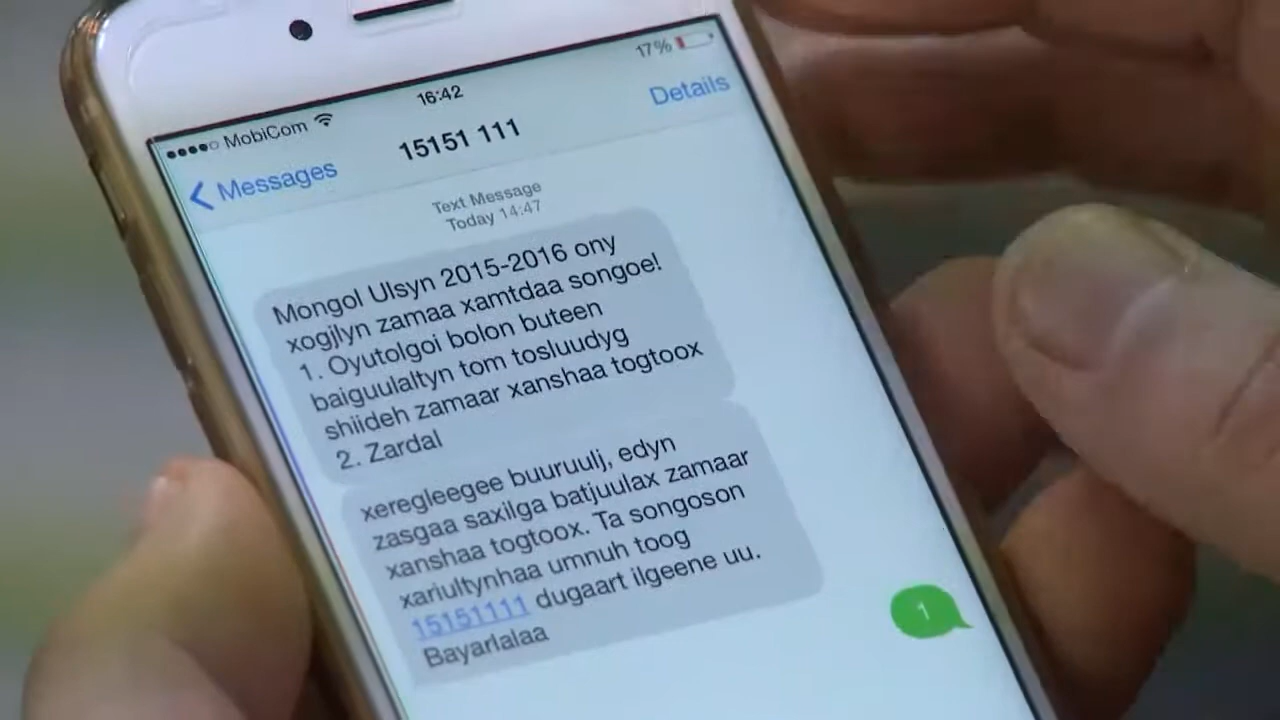 17%
16:42
MobiCom
Messages
15151 111
Details
Text Message
Today 14:47
Mongol Ulsyn 2015-2016 ony
xogjlyn zamaa xamtdaa songoe!
1. Oyutolgoi bolon buteen
baiguulaltyn tom tosluudyg
shiideh zamaar xanshaa togtoox
2. Zardal
xeregleegee buuruulj, edyn
zasgaa saxilga batjuulax zamaar
xanshaa togtoox. Ta songoson
xariultynhaa umnuh toog
15151111 dugaart ilgeene uu.
Bayarlalaa
1